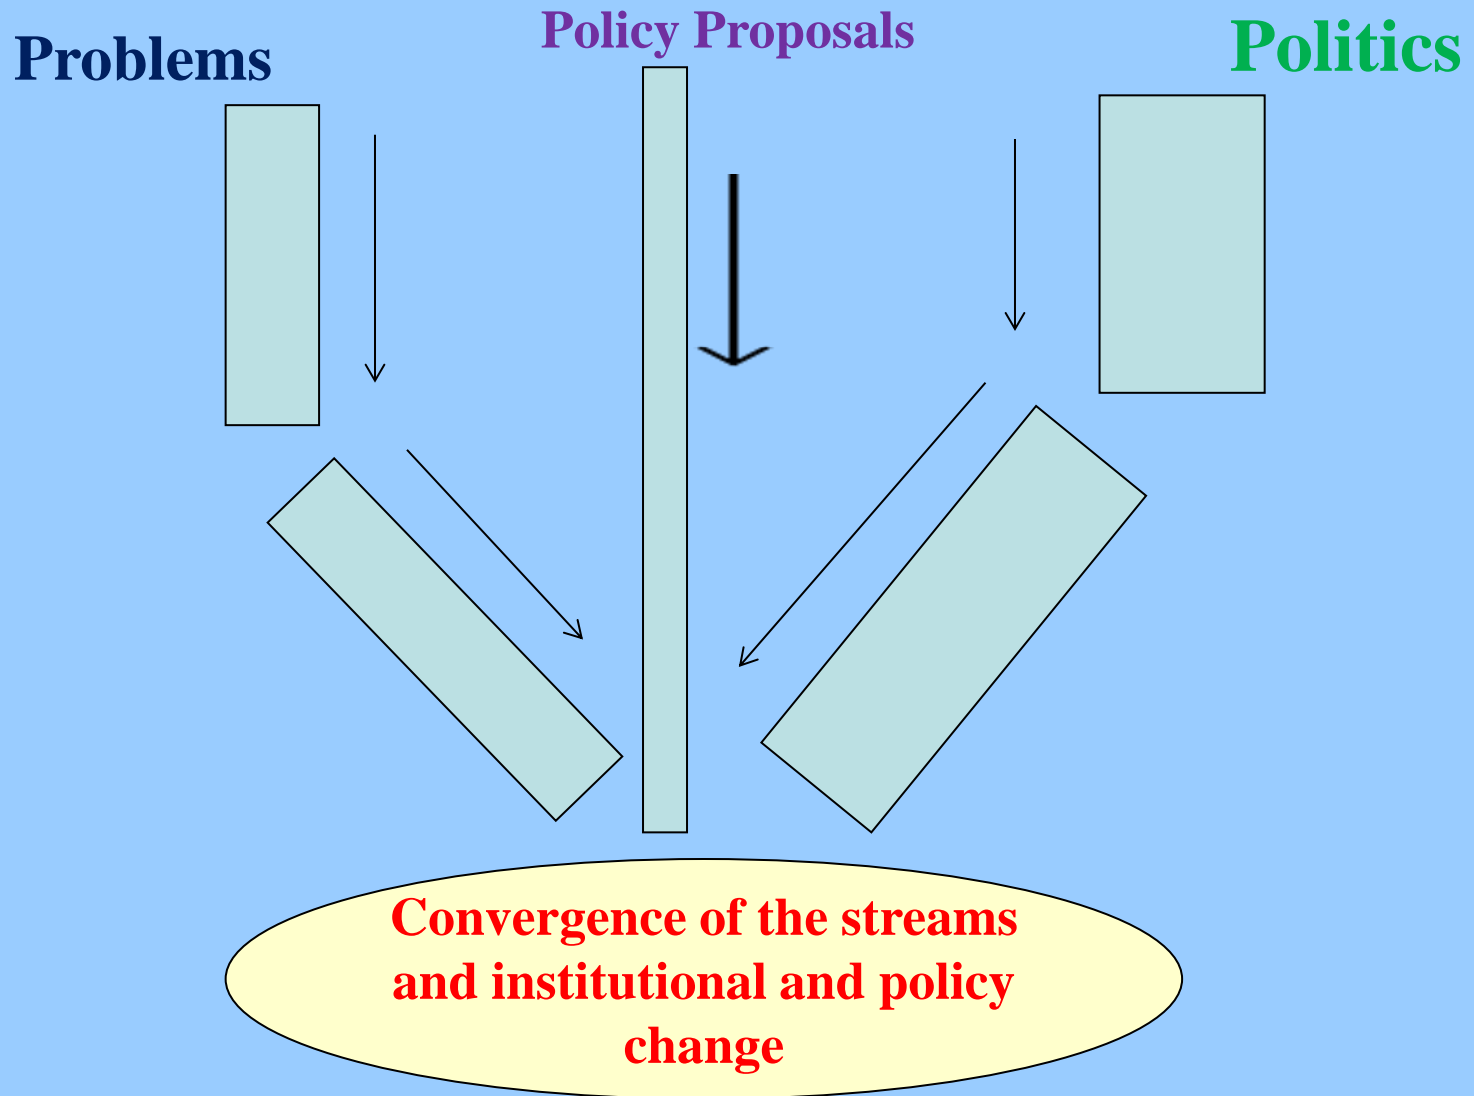 Problems
Policy Proposals
Politics
Convergence of the streams
and institutional and policy
change